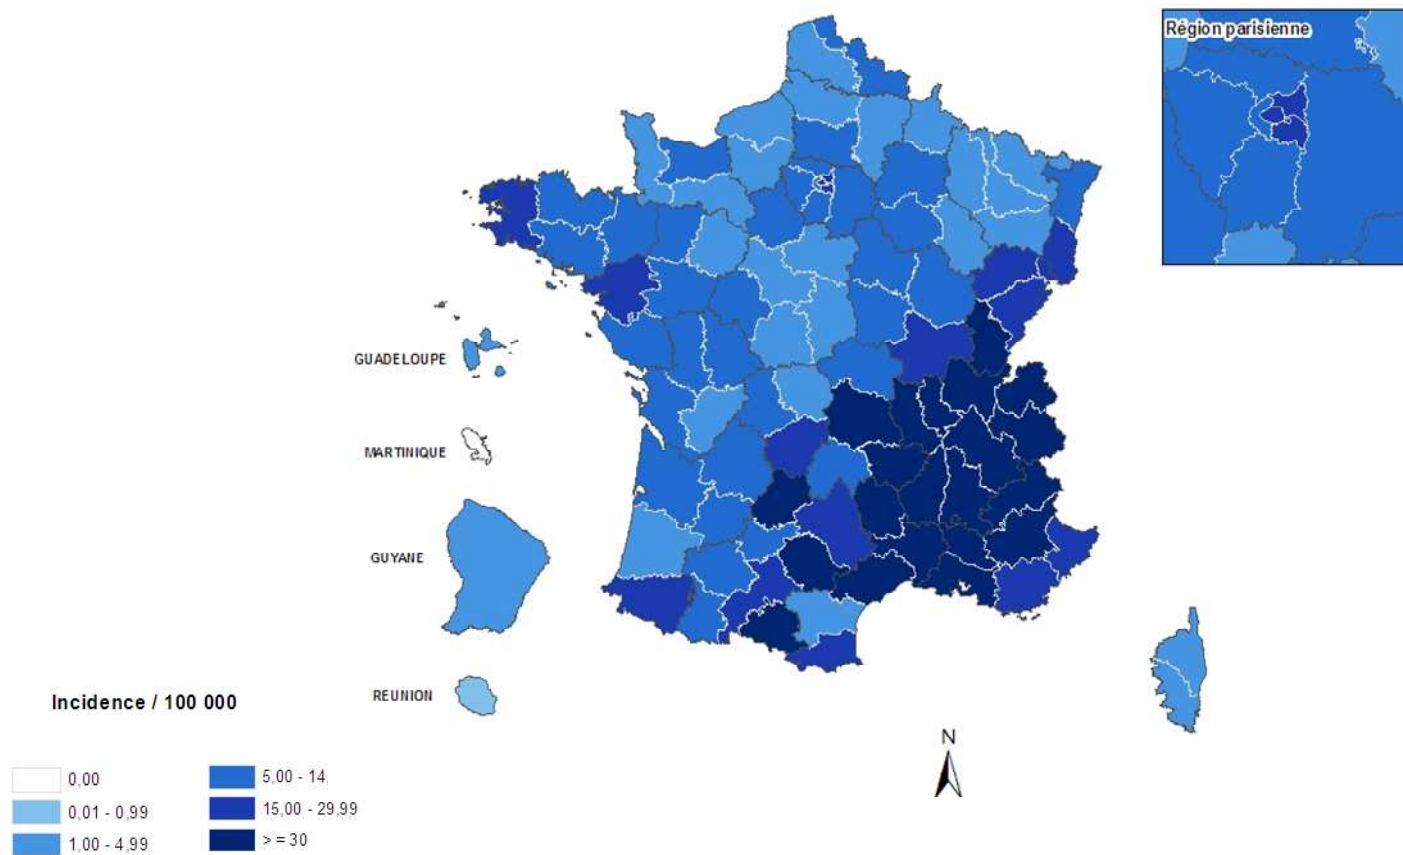 Région parisienne
GUADELOUPE
MARTINIQUE
GUYANE
REUNION
Incidence / 100 000
N
0,00
0,01 - 0,99
1,00 - 4,99
5,00 - 14,
15,00 - 29,99
> = 30